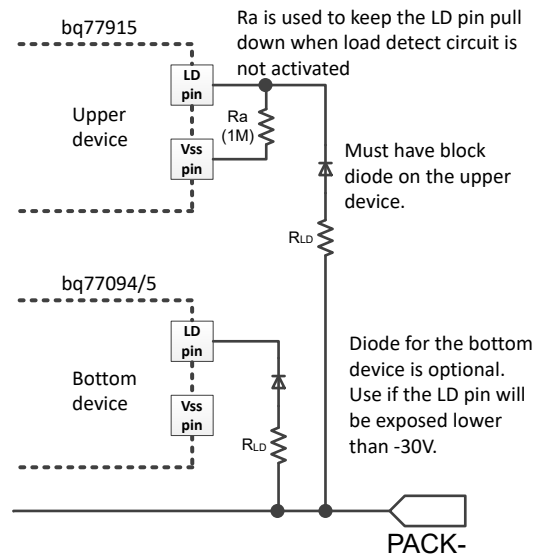 bq77915
Ra is used to keep the LD pin pull
down when load detect circuit is
not activated
LD
pin
Ra
(1M)
Upper
device
Vss
pin
Must have block
diode on the upper
device.
RLD
bq77094/5
LD
pin
Diode for the bottom
device is optional.
Use if the LD pin will
be exposed lower
than -30V.
Bottom
device
Vss
pin
RLD
PACK-